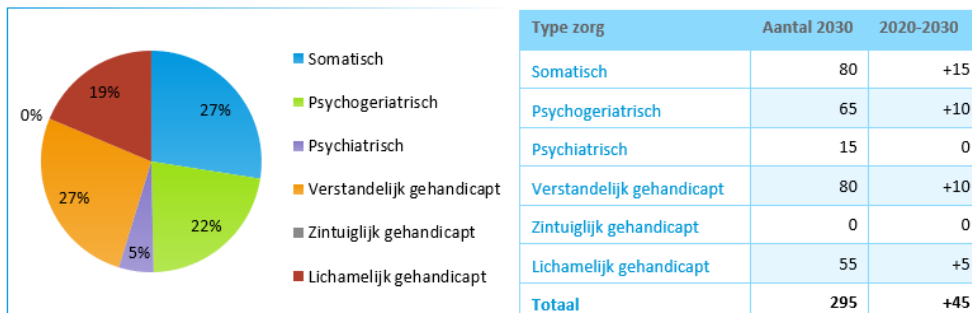 27%
22%
5%
27%
0%
19%
Somatisch
Psychogeriatrisch
Psychiatrisch
Verstandelijk gehandicapt
Zintuiglijk gehandicapt
Lichamelijk gehandicapt
Type zorg Aantal 2030 2020-2030
Somatisch 80 +15
Psychogeriatrisch 65 +10
Psychiatrisch 15 0
Verstandelijk gehandicapt 80 +10
Zintuiglijk gehandicapt 0 0
Lichamelijk gehandicapt 55 +5
Totaal 295 +45